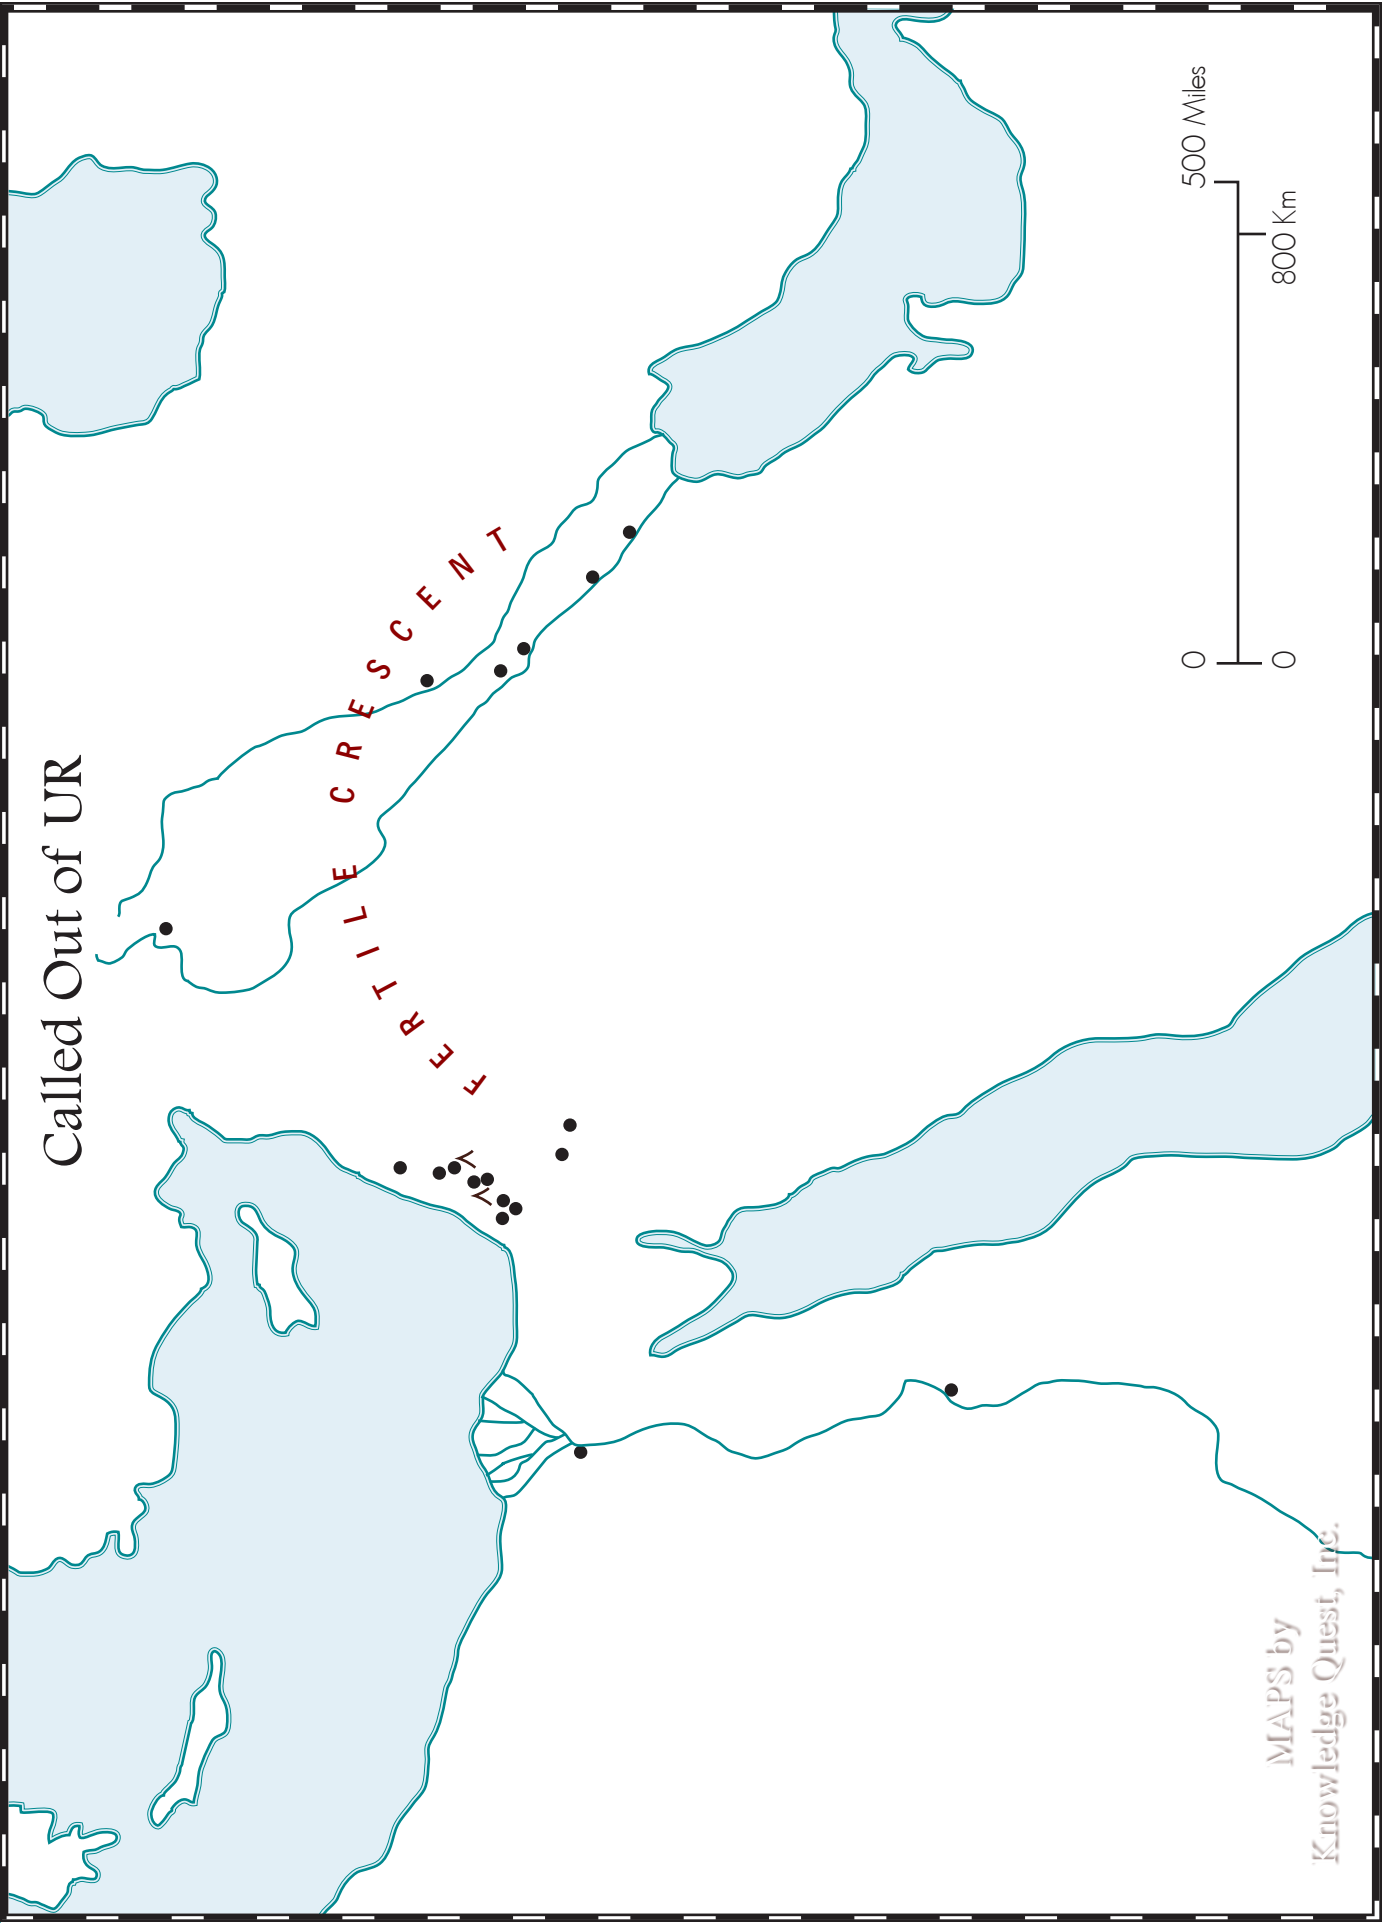 Called Out of UR
FERTILE CRESCENT
0
500 Miles
0
800 Km
MAPS by
Knowledge Quest, Inc.